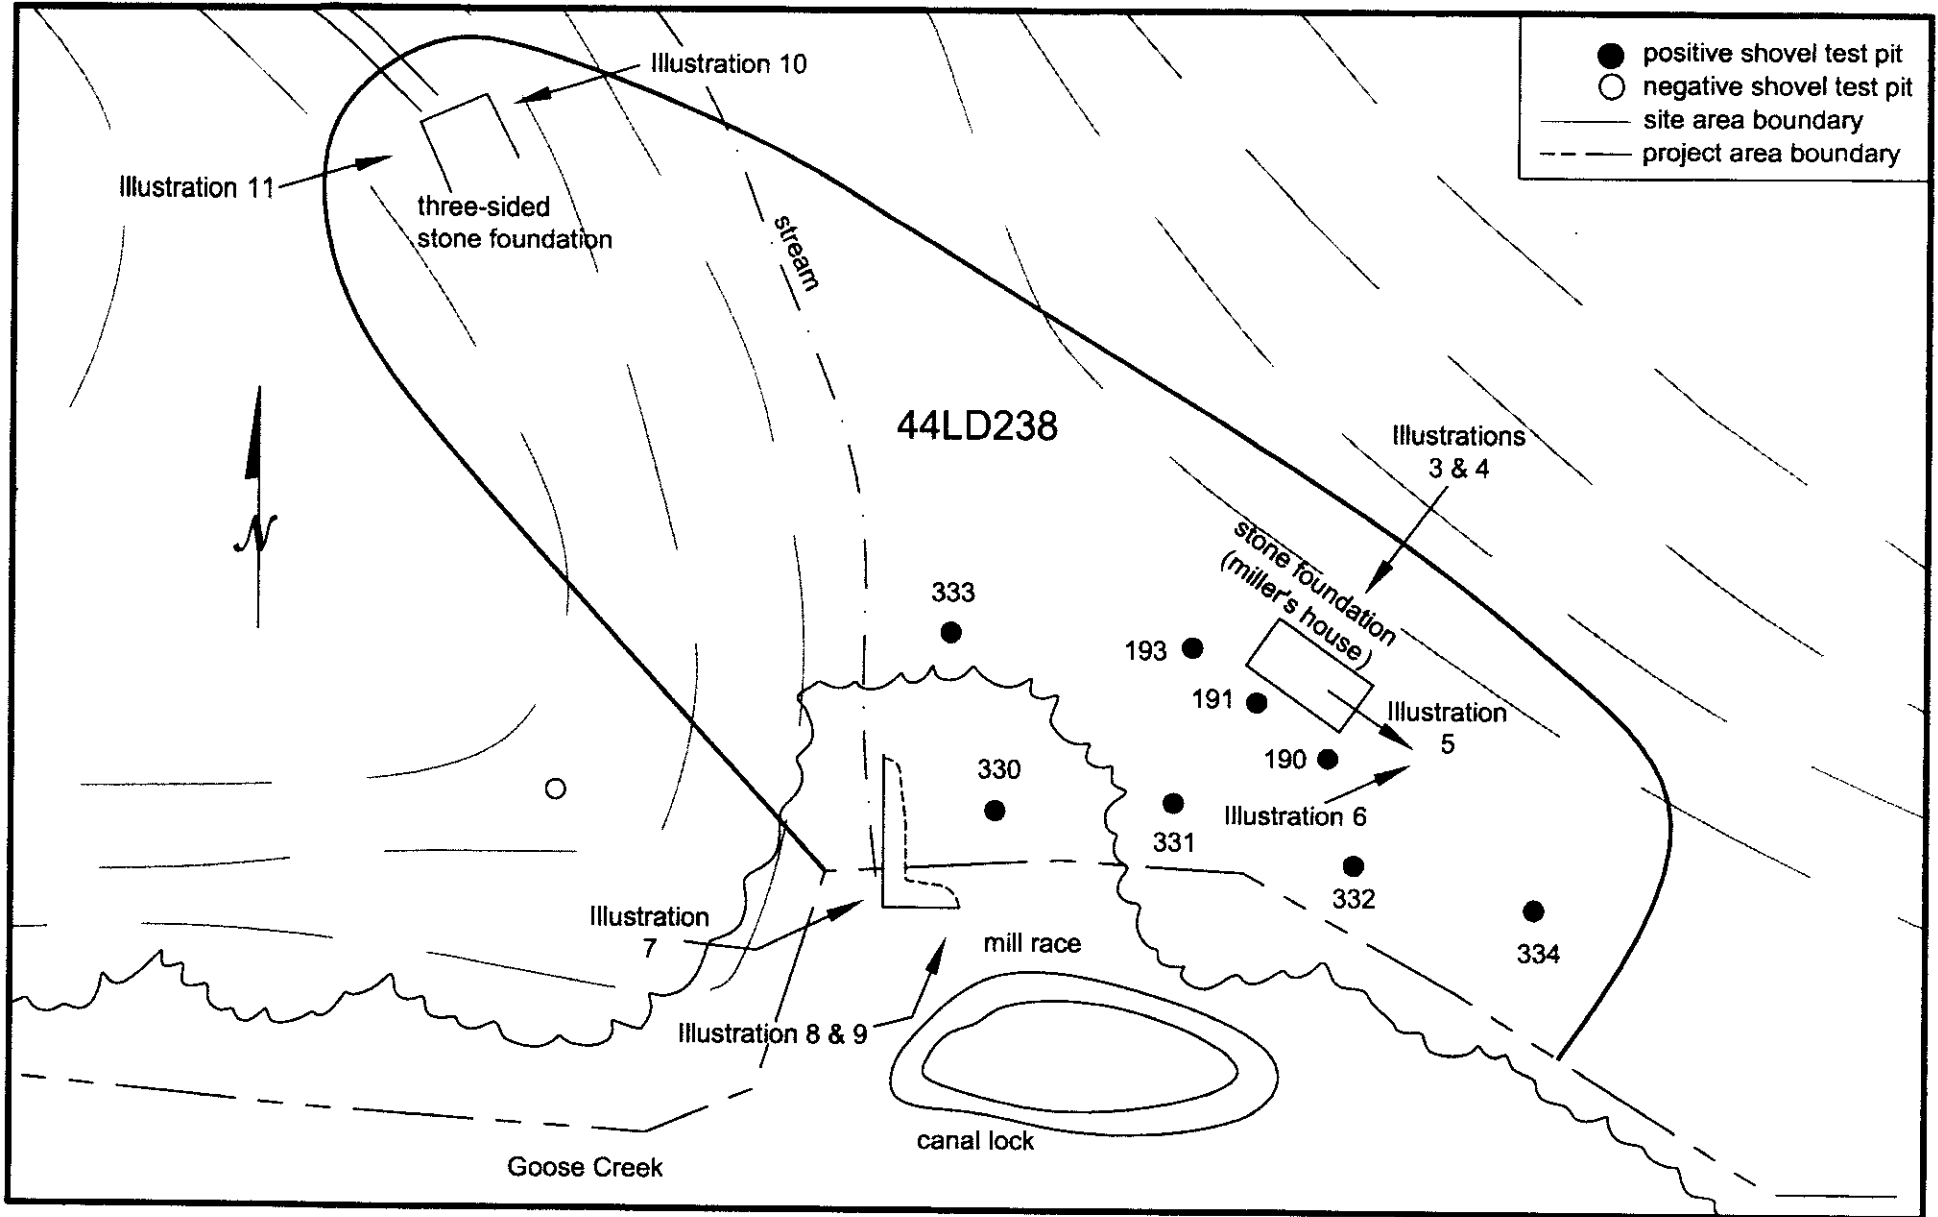 Illustration 10
positive shovel test pit
negative shovel test pit
site area boundary
project area boundary
Illustration 11
three-sided
stone foundation
stream
44LD238
Illustrations
3 & 4
N
stone foundation
(miller's house)
333
193
191
Illustration
5
190
330
Illustration 6
331
332
Illustration
7
334
mill race
Illustration 8 & 9
canal lock
Goose Creek